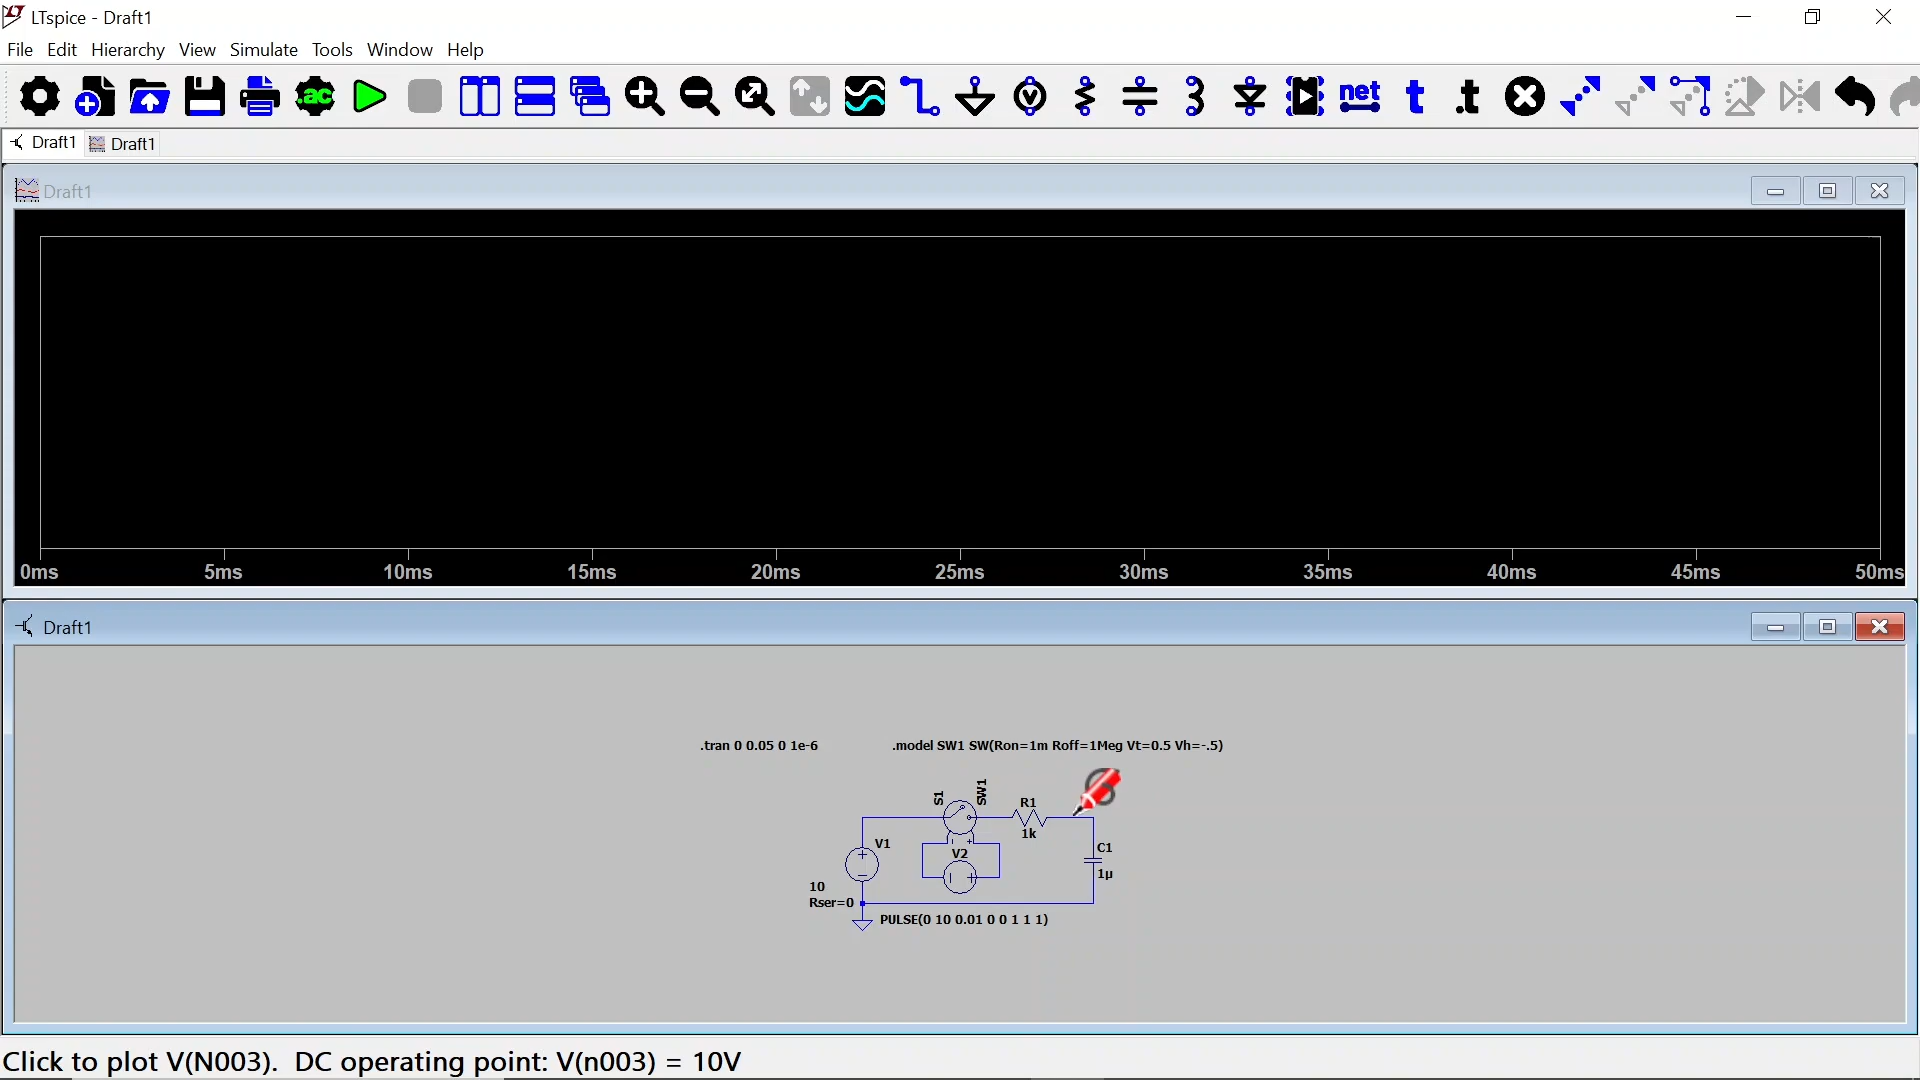 LTspice - Draft1
File Edit Hierarchy View Simulate Tools Window Help
.ac net t .t
Draft1 Draft1
Draft1
0ms 5ms 10ms 15ms 20ms 25ms 30ms 35ms 40ms 45ms 50ms
Draft1
.tran 0 0.05 0 1e-6 .model SW1 SW(Ron=1m Roff=1Meg Vt=0.5 Vh=-.5)
S1 SW1
R1
1k
V1
V2
C1
1µ
10
Rser=0
PULSE(0 10 0.01 0 0 1 1 1)
Click to plot V(N003). DC operating point: V(n003) = 10V